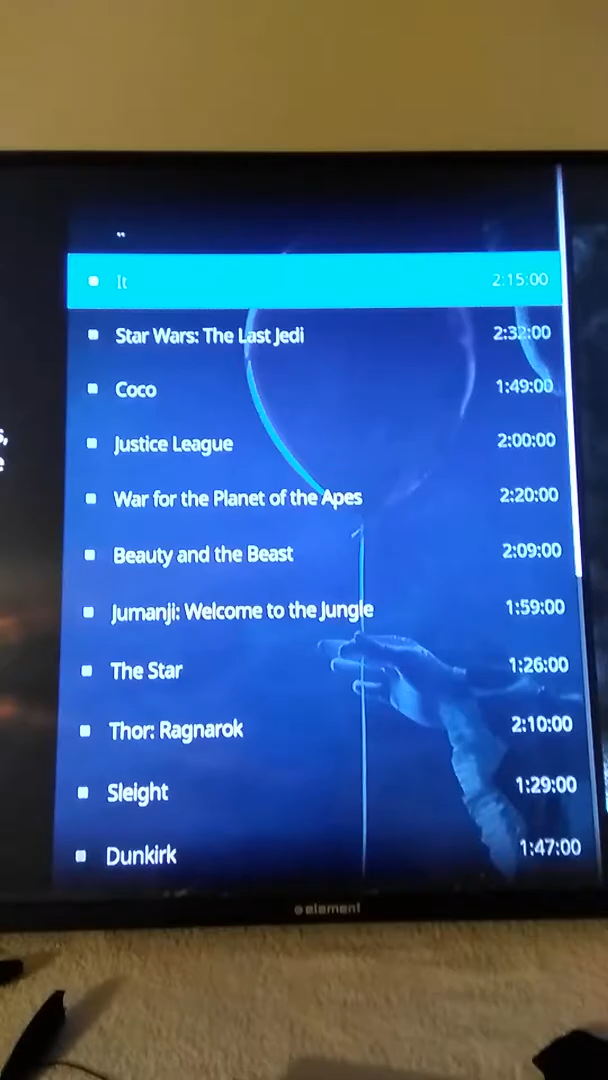 ..
It 2:15:00
Star Wars: The Last Jedi 2:32:00
Coco 1:49:00
Justice League 2:00:00
War for the Planet of the Apes 2:20:00
Beauty and the Beast 2:09:00
Jumanji: Welcome to the Jungle 1:59:00
The Star 1:26:00
Thor: Ragnarok 2:10:00
Sleight 1:29:00
Dunkirk 1:47:00
element